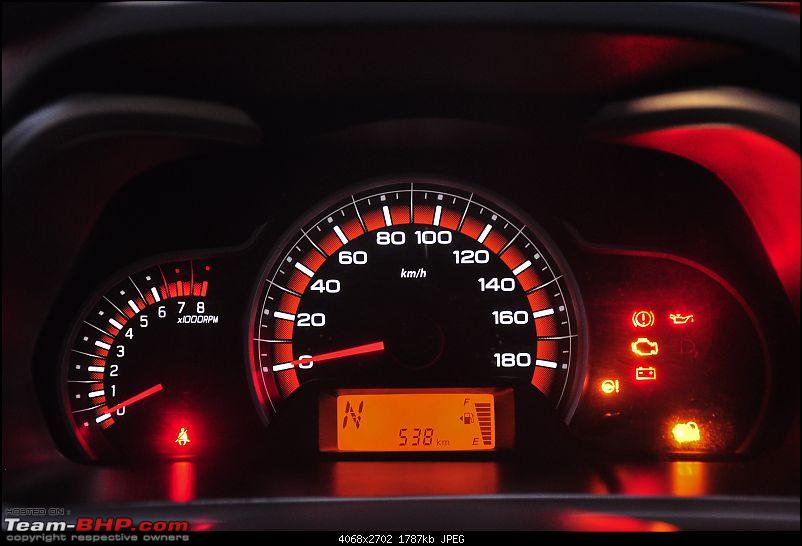 0 1 2 3 4 5 6 7 8
x1000RPM
0 20 40 60 80 100 120 140 160 180
km/h
N
F
538 km
E
HOSTED ON :
Team-BHP.com
copyright respective owners
4068x2702 1787kb JPEG